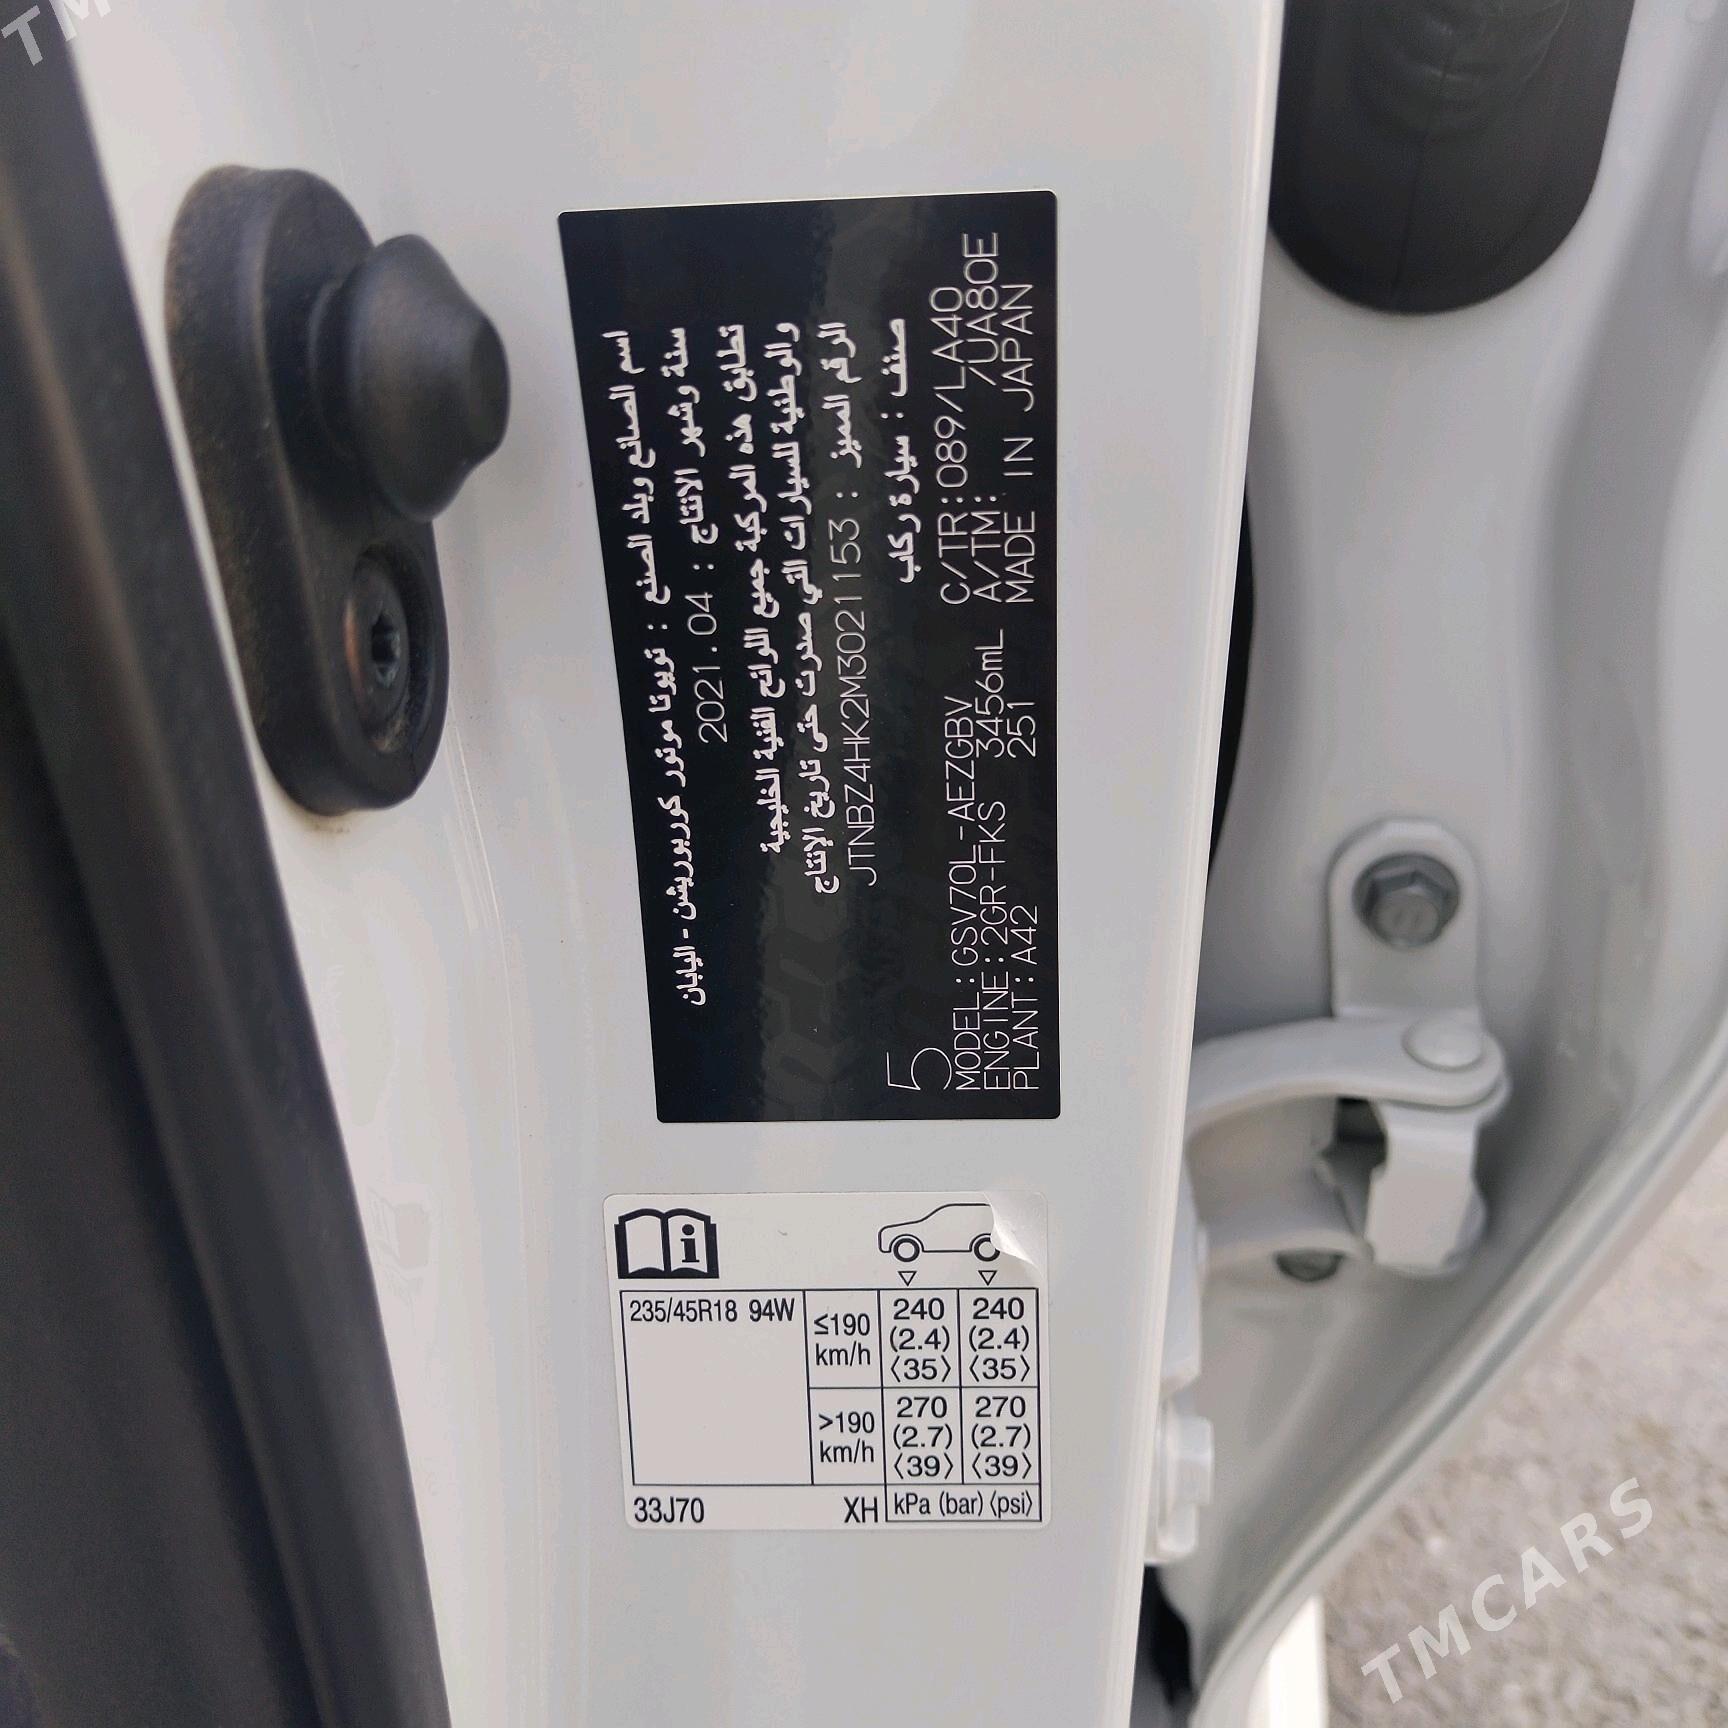 اسم الصانع وبلد الصنع : تويوتا موتور كوربوريشن - اليابان
سنة وشهر الانتاج : 2021.04
تطابق هذه المركبة جميع اللوائح الفنية الخليجية
والوطنية للسيارات التي صدرت حتى تاريخ الإنتاج
الرقم المميز : JTNBZ4HK2M3021153
صنف : سيارة ركاب
5
MODEL:GSV70L-AEZGBV C/TR:089/LA40
ENGINE:2GR-FKS 3456mL A/TM: /UA80E
PLANT:A42 251 MADE IN JAPAN
i
235/45R18 94W ≤190 km/h 240 (2.4) 〈35〉 240 (2.4) 〈35〉
>190 km/h 270 (2.7) 〈39〉 270 (2.7) 〈39〉
33J70 XH kPa (bar) 〈psi〉
TMCARS